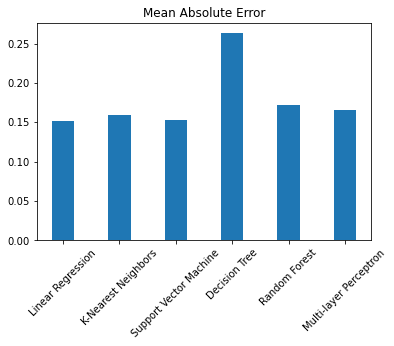 Mean Absolute Error
0.25
0.20
0.15
0.10
0.05
0.00
Linear Regression
K-Nearest Neighbors
Support Vector Machine
Decision Tree
Random Forest
Multi-layer Perceptron